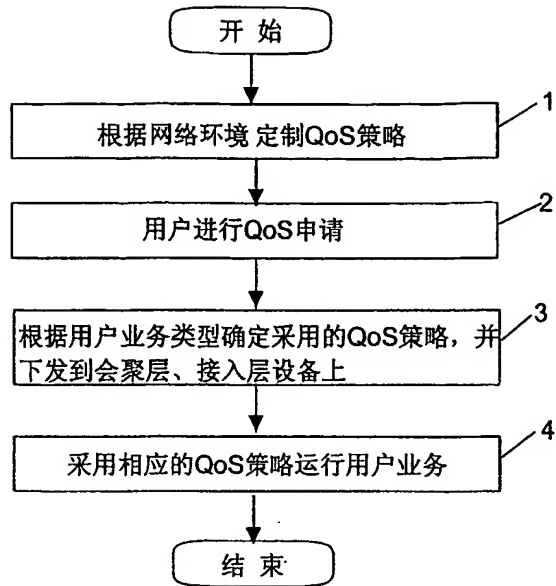 开 始
1
根据网络环境 定制QoS策略
2
用户进行QoS申请
3
根据用户业务类型确定采用的QoS策略，并
下发到会聚层、接入层设备上
4
采用相应的QoS策略运行用户业务
结 束